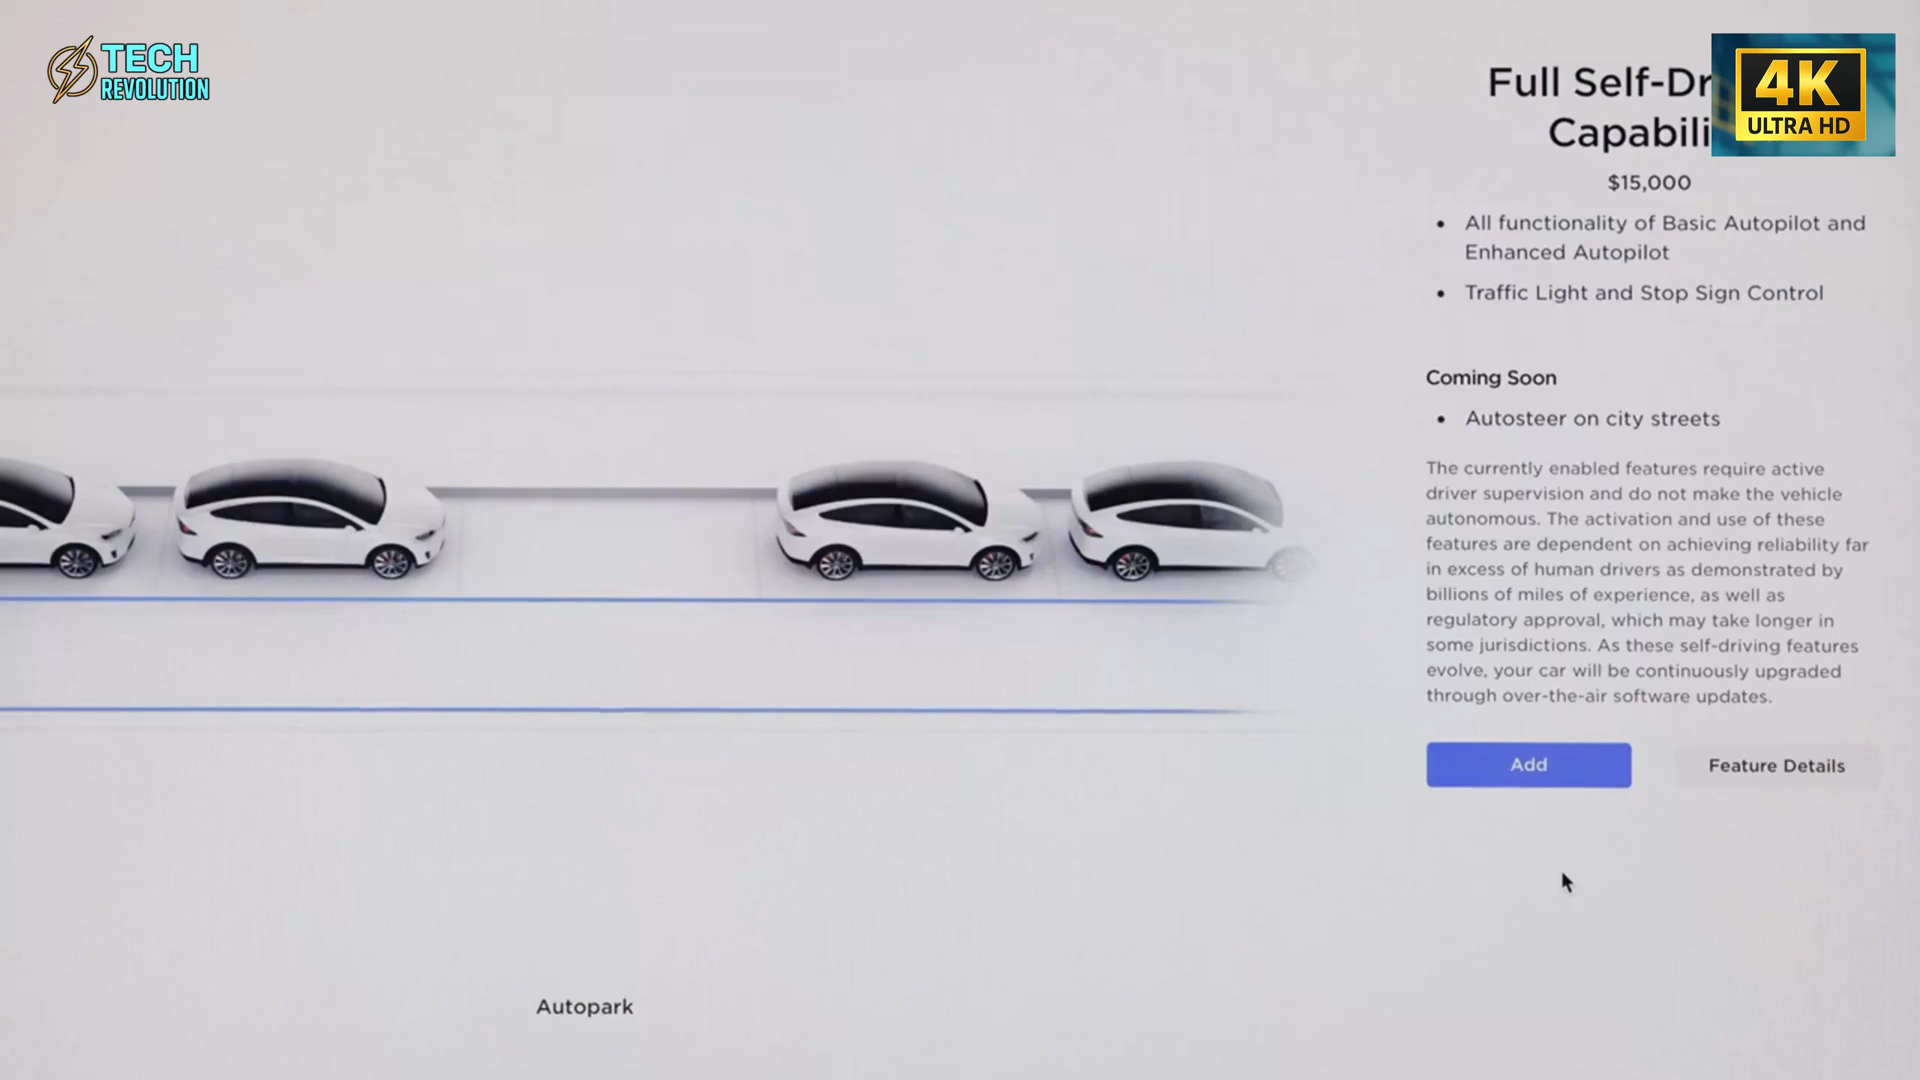 TECH
REVOLUTION
4K
ULTRA HD
Full Self-Dr
Capabili
$15,000
• All functionality of Basic Autopilot and
Enhanced Autopilot
• Traffic Light and Stop Sign Control
Coming Soon
• Autosteer on city streets
The currently enabled features require active
driver supervision and do not make the vehicle
autonomous. The activation and use of these
features are dependent on achieving reliability far
in excess of human drivers as demonstrated by
billions of miles of experience, as well as
regulatory approval, which may take longer in
some jurisdictions. As these self-driving features
evolve, your car will be continuously upgraded
through over-the-air software updates.
Add
Feature Details
Autopark